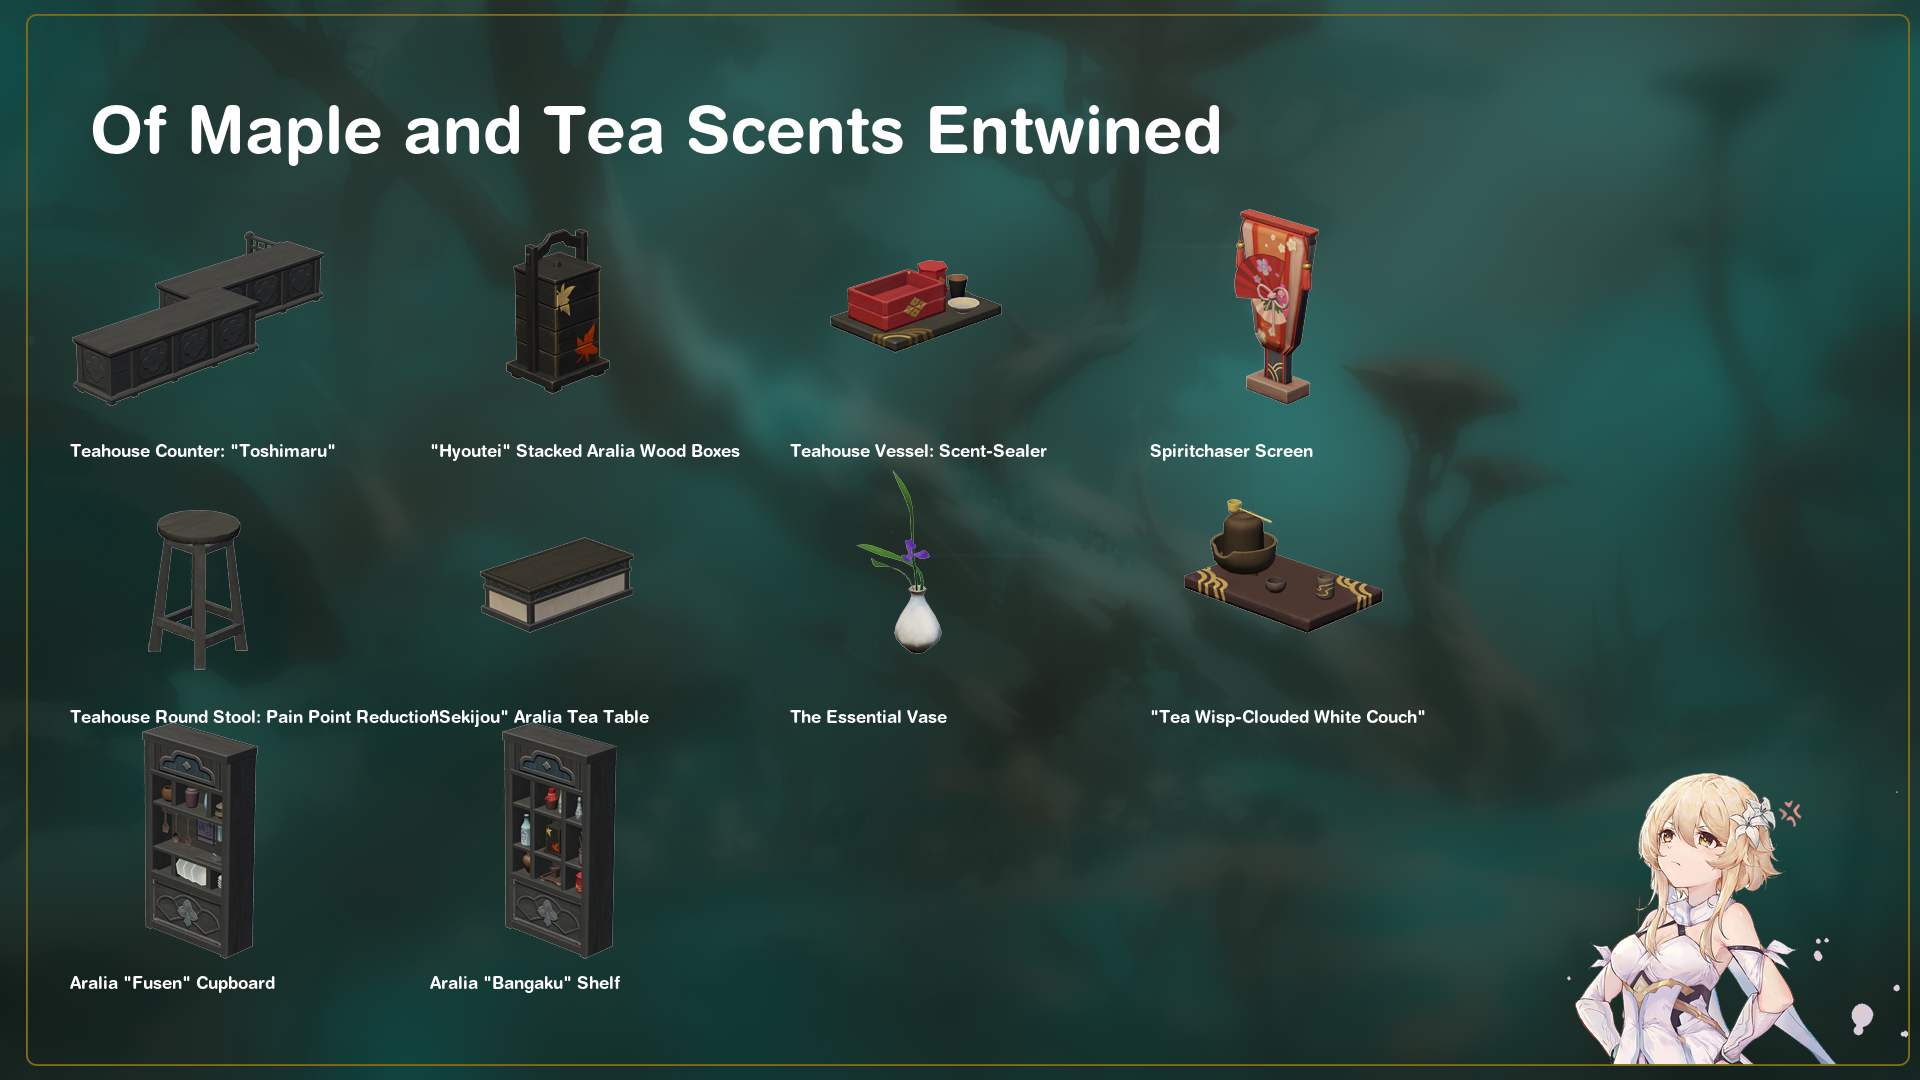 Of Maple and Tea Scents Entwined
Teahouse Counter: "Toshimaru"
"Hyoutei" Stacked Aralia Wood Boxes
Teahouse Vessel: Scent-Sealer
Spiritchaser Screen
Teahouse Round Stool: Pain Point Reduction
"Sekijou" Aralia Tea Table
The Essential Vase
"Tea Wisp-Clouded White Couch"
Aralia "Fusen" Cupboard
Aralia "Bangaku" Shelf